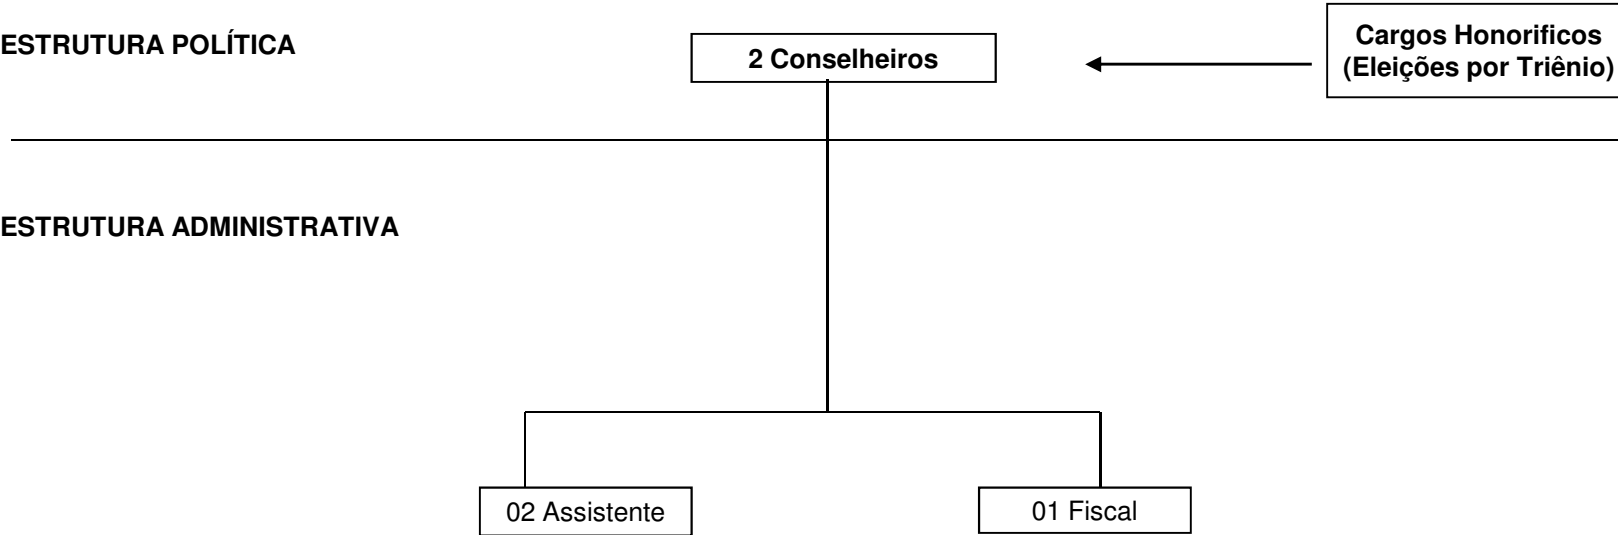 ESTRUTURA POLÍTICA
2 Conselheiros
Cargos Honorificos
(Eleições por Triênio)
ESTRUTURA ADMINISTRATIVA
02 Assistente
01 Fiscal